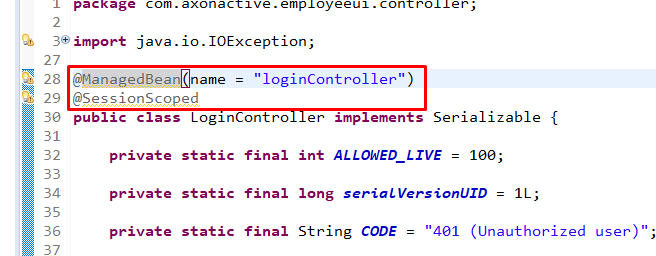 1 package com.axonactive.employeeui.controller;
2
3 import java.io.IOException;
27
28 @ManagedBean(name = "loginController")
29 @SessionScoped
30 public class LoginController implements Serializable {
31
32 private static final int ALLOWED_LIVE = 100;
33
34 private static final long serialVersionUID = 1L;
35
36 private static final String CODE = "401 (Unauthorized user)";
37